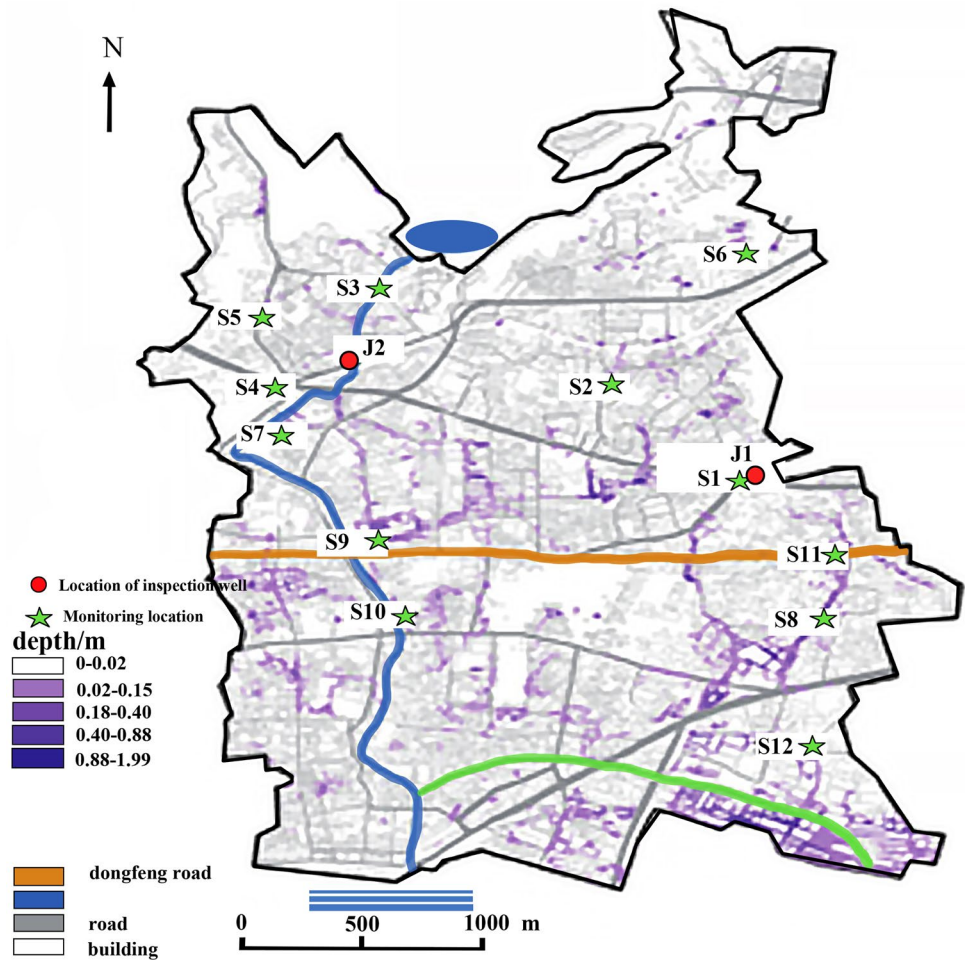 N
S6
S3
S5
J2
S4
S2
S7
J1
S1
S9
S11
Location of inspection well
S10
Monitoring location
S8
depth/m
0-0.02
0.02-0.15
0.18-0.40
0.40-0.88
0.88-1.99
S12
dongfeng road
road
building
0 500 1000 m